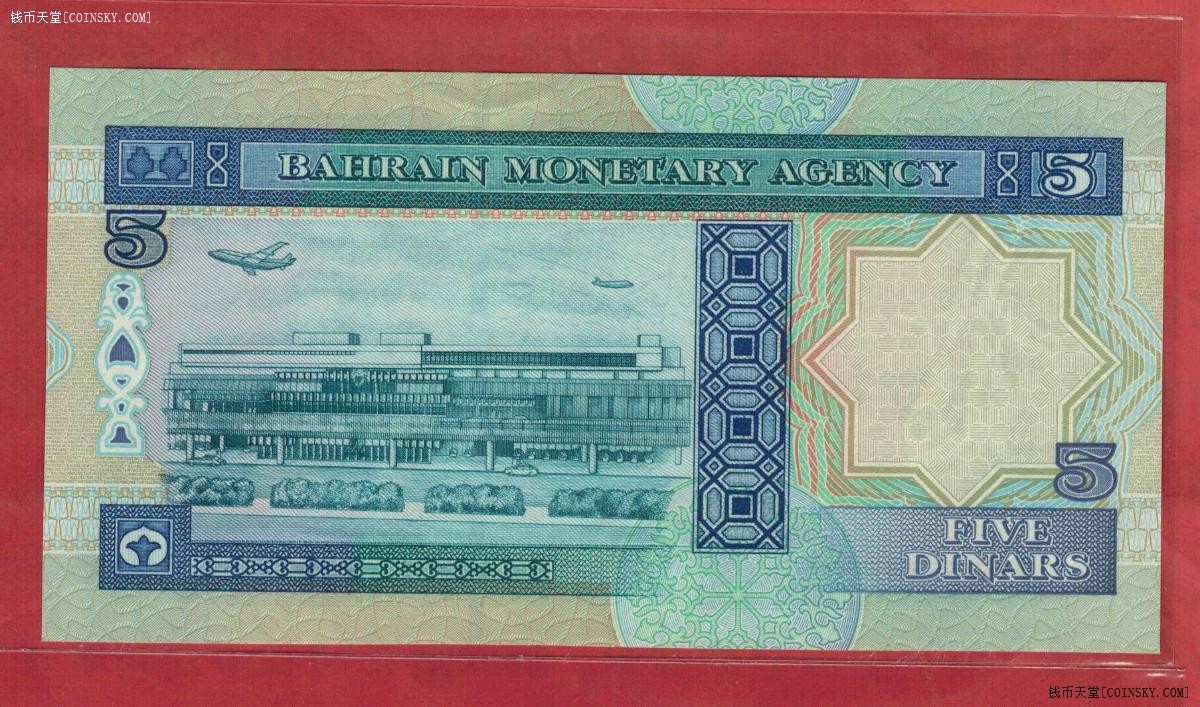 钱币天堂[COINSKY.COM]
BAHRAIN MONETARY AGENCY
5
5
5
FIVE
DINARS
钱币天堂[COINSKY.COM]